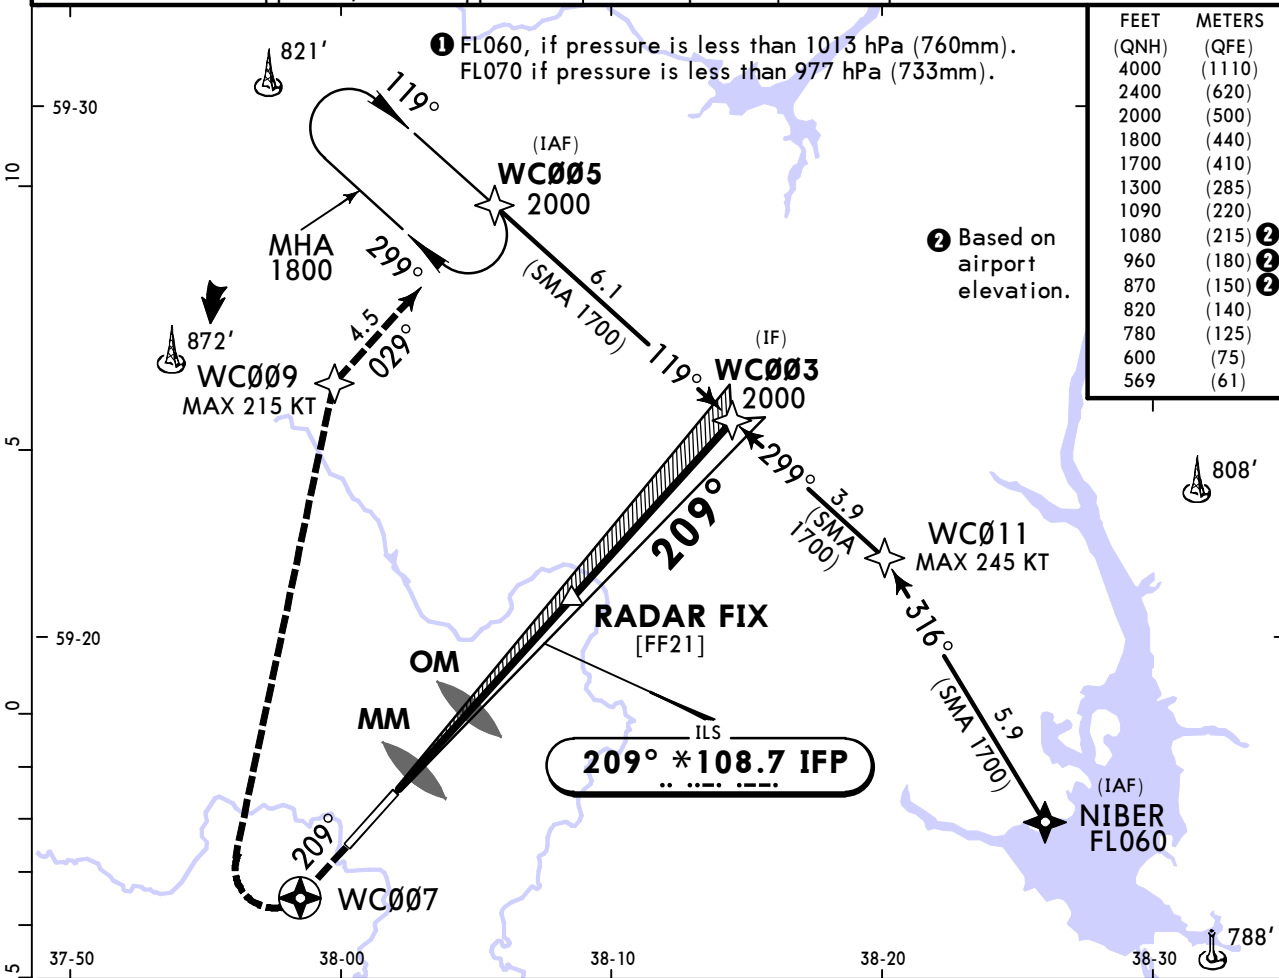 ❶ FL060, if pressure is less than 1013 hPa (760mm).
FL070 if pressure is less than 977 hPa (733mm).
FEET METERS
(QNH) (QFE)
4000 (1110)
2400 (620)
2000 (500)
1800 (440)
1700 (410)
1300 (285)
1090 (220)
1080 (215) ❷
960 (180) ❷
870 (150) ❷
820 (140)
780 (125)
600 (75)
569 (61)
821'
59-30
119°
(IAF)
WCØØ5
2000
10
MHA
1800
299°
❷ Based on
airport
elevation.
6.1
(SMA 1700)
119°
872'
4.5
029°
WCØØ9
MAX 215 KT
(IF)
WCØØ3
2000
5
299°
3.9
(SMA
1700)
808'
209°
WCØ11
MAX 245 KT
RADAR FIX
[FF21]
316°
59-20
OM
MM
0
5.9
(SMA 1700)
ILS
209° *108.7 IFP
(IAF)
NIBER
FL060
209°
WCØØ7
788'
5
37-50
38-00
38-10
38-20
38-30